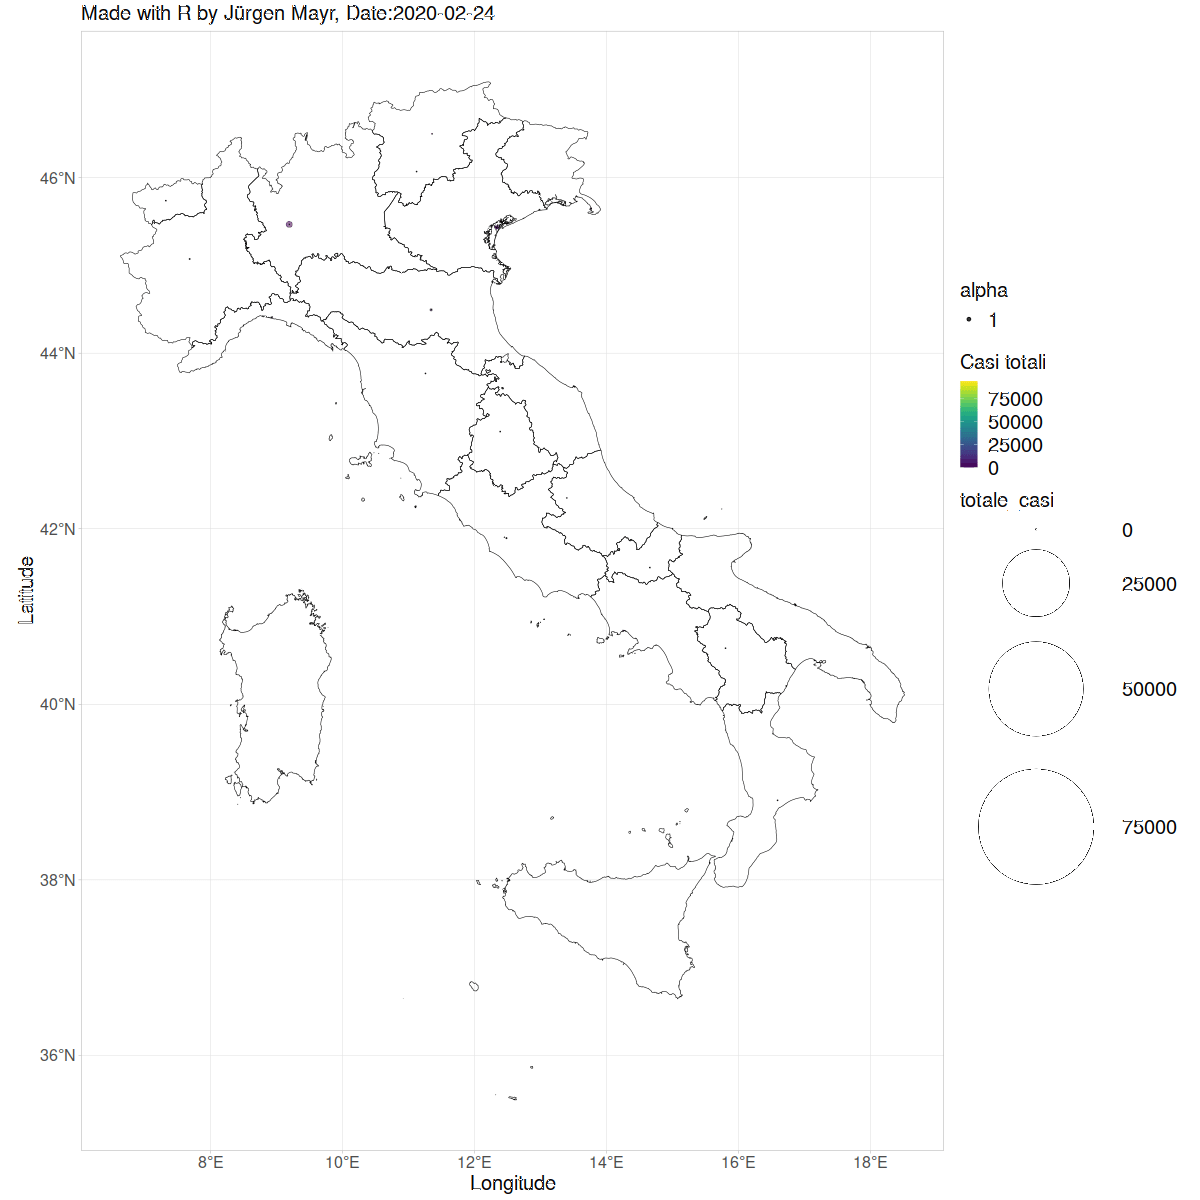 Made with R by Jürgen Mayr, Date:2020-02-24
46°N
44°N
42°N
40°N
38°N
36°N
Latitude
8°E
10°E
12°E
14°E
16°E
18°E
Longitude
alpha
1
Casi totali
75000
50000
25000
0
totale_casi
0
25000
50000
75000